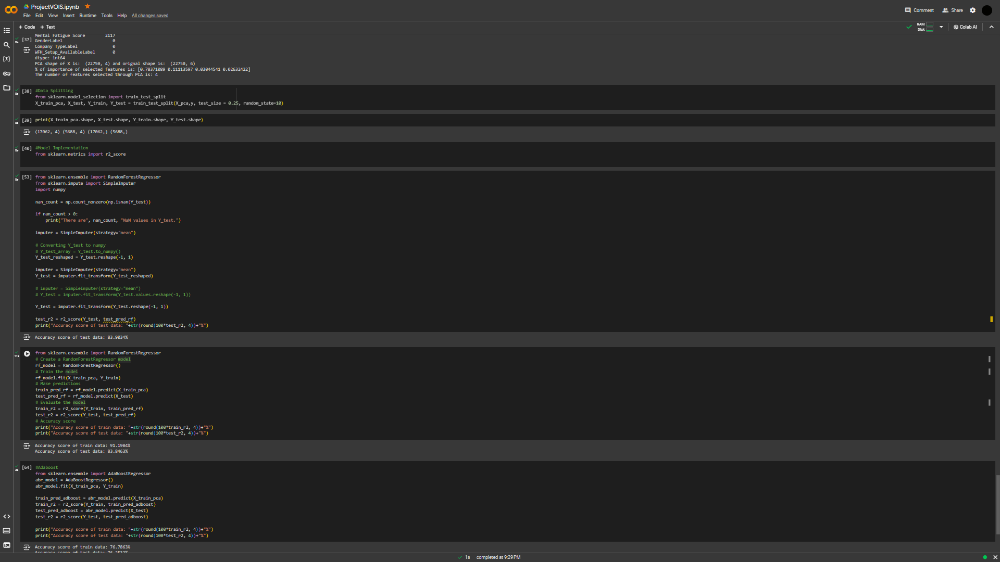 ProjectVOIS.ipynb
File Edit View Insert Runtime Tools Help All changes saved
Comment Share
+ Code + Text
RAM
Disk
Colab AI
[37]
Mental Fatigue Score 2117
GenderLabel 0
Company TypeLabel 0
WFH_Setup_AvailableLabel 0
dtype: int64
PCA shape of X is: (22750, 4) and orignal shape is: (22750, 6)
% of importance of selected features is: [0.78371089 0.11113597 0.03044541 0.02632422]
The number of features selected through PCA is: 4
[38] #Data Splitting
from sklearn.model_selection import train_test_split
X_train_pca, X_test, Y_train, Y_test = train_test_split(X_pca,y, test_size = 0.25, random_state=10)
[39] print(X_train_pca.shape, X_test.shape, Y_train.shape, Y_test.shape)
(17062, 4) (5688, 4) (17062,) (5688,)
[40] #Model Implementation
from sklearn.metrics import r2_score
[53] from sklearn.ensemble import RandomForestRegressor
from sklearn.impute import SimpleImputer
import numpy
nan_count = np.count_nonzero(np.isnan(Y_test))
if nan_count > 0:
print("There are", nan_count, "NaN values in Y_test.")
imputer = SimpleImputer(strategy="mean")
# Converting Y_test to numpy
# Y_test_array = Y_test.to_numpy()
Y_test_reshaped = Y_test.reshape(-1, 1)
imputer = SimpleImputer(strategy="mean")
Y_test = imputer.fit_transform(Y_test_reshaped)
# imputer = SimpleImputer(strategy="mean")
# Y_test = imputer.fit_transform(Y_test.values.reshape(-1, 1))
Y_test = imputer.fit_transform(Y_test.reshape(-1, 1))
test_r2 = r2_score(Y_test, test_pred_rf)
print("Accuracy score of test data: "+str(round(100*test_r2, 4))+"%")
Accuracy score of test data: 83.9034%
11s
from sklearn.ensemble import RandomForestRegressor
# Create a RandomForestRegressor model
rf_model = RandomForestRegressor()
# Train the model
rf_model.fit(X_train_pca, Y_train)
# Make predictions
train_pred_rf = rf_model.predict(X_train_pca)
test_pred_rf = rf_model.predict(X_test)
# Evaluate the model
train_r2 = r2_score(Y_train, train_pred_rf)
test_r2 = r2_score(Y_test, test_pred_rf)
# Accuracy score
print("Accuracy score of train data: "+str(round(100*train_r2, 4))+"%")
print("Accuracy score of test data: "+str(round(100*test_r2, 4))+"%")
Accuracy score of train data: 91.1904%
Accuracy score of test data: 83.8463%
[64] #Adaboost
from sklearn.ensemble import AdaBoostRegressor
abr_model = AdaBoostRegressor()
abr_model.fit(X_train_pca, Y_train)
train_pred_adboost = abr_model.predict(X_train_pca)
train_r2 = r2_score(Y_train, train_pred_adboost)
test_pred_adboost = abr_model.predict(X_test)
test_r2 = r2_score(Y_test, test_pred_adboost)
print("Accuracy score of train data: "+str(round(100*train_r2, 4))+"%")
print("Accuracy score of test data: "+str(round(100*test_r2, 4))+"%")
Accuracy score of train data: 76.7863%
Accuracy score of test data:
1s completed at 9:29 PM